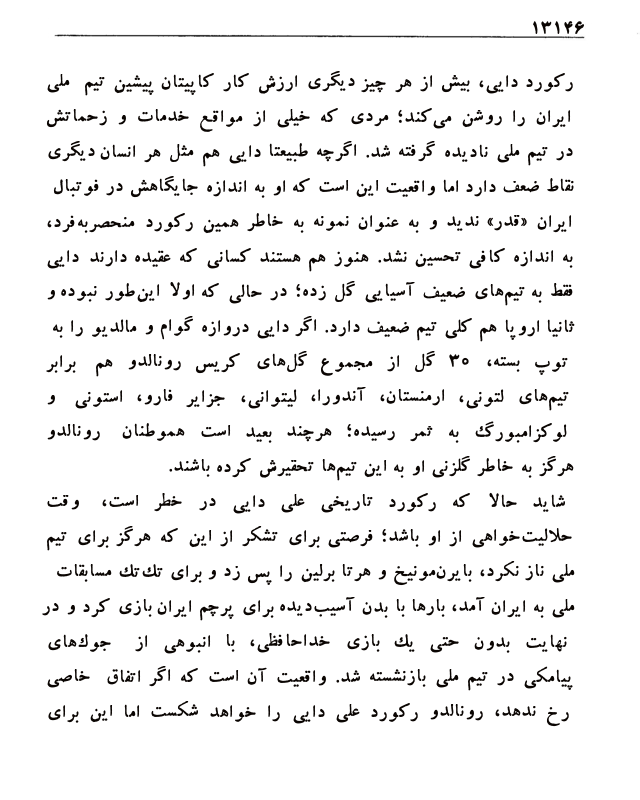 ۱۳۱۴۶
رکورد دایی، بیش از هر چیز دیگری ارزش کار کاپیتان پیشین تیم ملی
ایران را روشن می‌کند؛ مردی که خیلی از مواقع خدمات و زحماتش
در تیم ملی نادیده گرفته شد. اگرچه طبیعتا دایی هم مثل هر انسان دیگری
نقاط ضعف دارد اما واقعیت این است که او به اندازه جایگاهش در فوتبال
ایران «قدر» ندید و به عنوان نمونه به خاطر همین رکورد منحصربه‌فرد،
به اندازه کافی تحسین نشد. هنوز هم هستند کسانی که عقیده دارند دایی
فقط به تیم‌های ضعیف آسیایی گل زده؛ در حالی که اولا این‌طور نبوده و
ثانیا اروپا هم کلی تیم ضعیف دارد. اگر دایی دروازه گوام و مالدیو را به
توپ بسته، ۳۰ گل از مجموع گل‌های کریس رونالدو هم برابر
تیم‌های لتونی، ارمنستان، آندورا، لیتوانی، جزایر فارو، استونی و
لوکزامبورگ به ثمر رسیده؛ هرچند بعید است هموطنان رونالدو
هرگز به خاطر گلزنی او به این تیم‌ها تحقیرش کرده باشند.
شاید حالا که رکورد تاریخی علی دایی در خطر است، وقت
حلالیت‌خواهی از او باشد؛ فرصتی برای تشکر از این که هرگز برای تیم
ملی ناز نکرد، بایرن‌مونیخ و هرتا برلین را پس زد و برای تك‌تك مسابقات
ملی به ایران آمد، بارها با بدن آسیب‌دیده برای پرچم ایران بازی کرد و در
نهایت بدون حتی یك بازی خداحافظی، با انبوهی از جوك‌های
پیامکی در تیم ملی بازنشسته شد. واقعیت آن است که اگر اتفاق خاصی
رخ ندهد، رونالدو رکورد علی دایی را خواهد شکست اما این برای